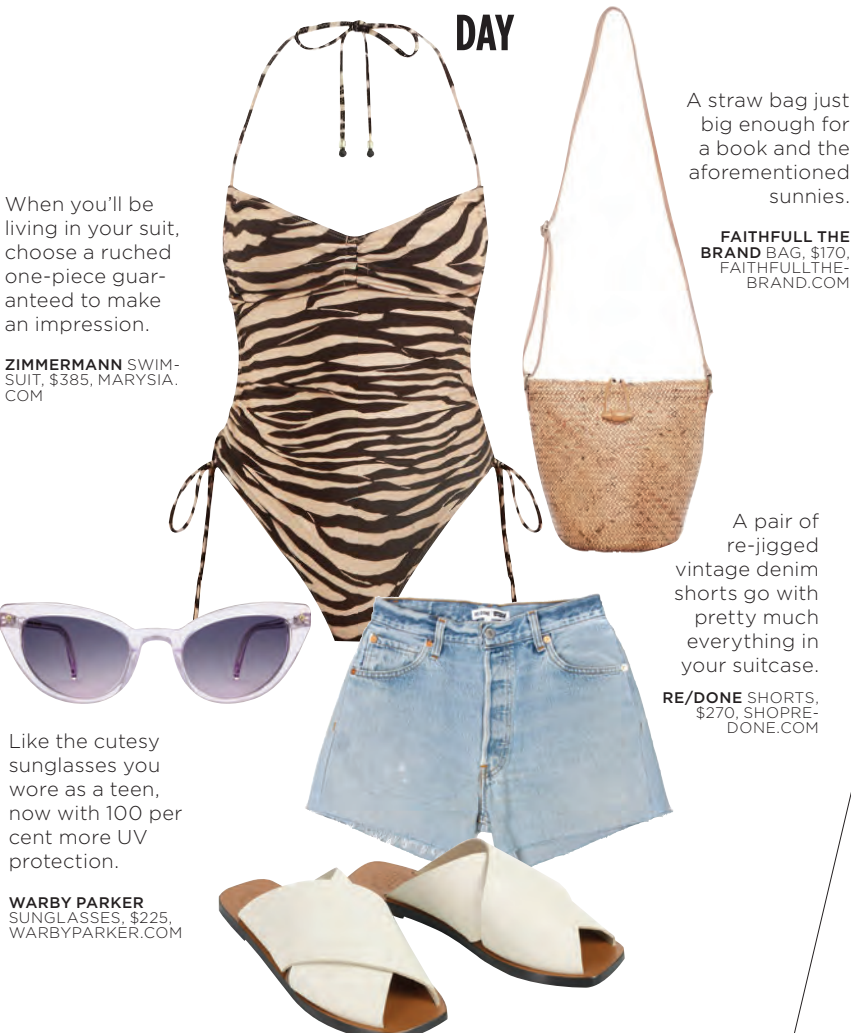 DAY
When you'll be
living in your suit,
choose a ruched
one-piece guar-
anteed to make
an impression.
ZIMMERMANN SWIM-
SUIT, $385, MARYSIA.
COM
A straw bag just
big enough for
a book and the
aforementioned
sunnies.
FAITHFULL THE
BRAND BAG, $170,
FAITHFULLTHE-
BRAND.COM
A pair of
re-jigged
vintage denim
shorts go with
pretty much
everything in
your suitcase.
RE/DONE SHORTS,
$270, SHOPRE-
DONE.COM
Like the cutesy
sunglasses you
wore as a teen,
now with 100 per
cent more UV
protection.
WARBY PARKER
SUNGLASSES, $225,
WARBYPARKER.COM